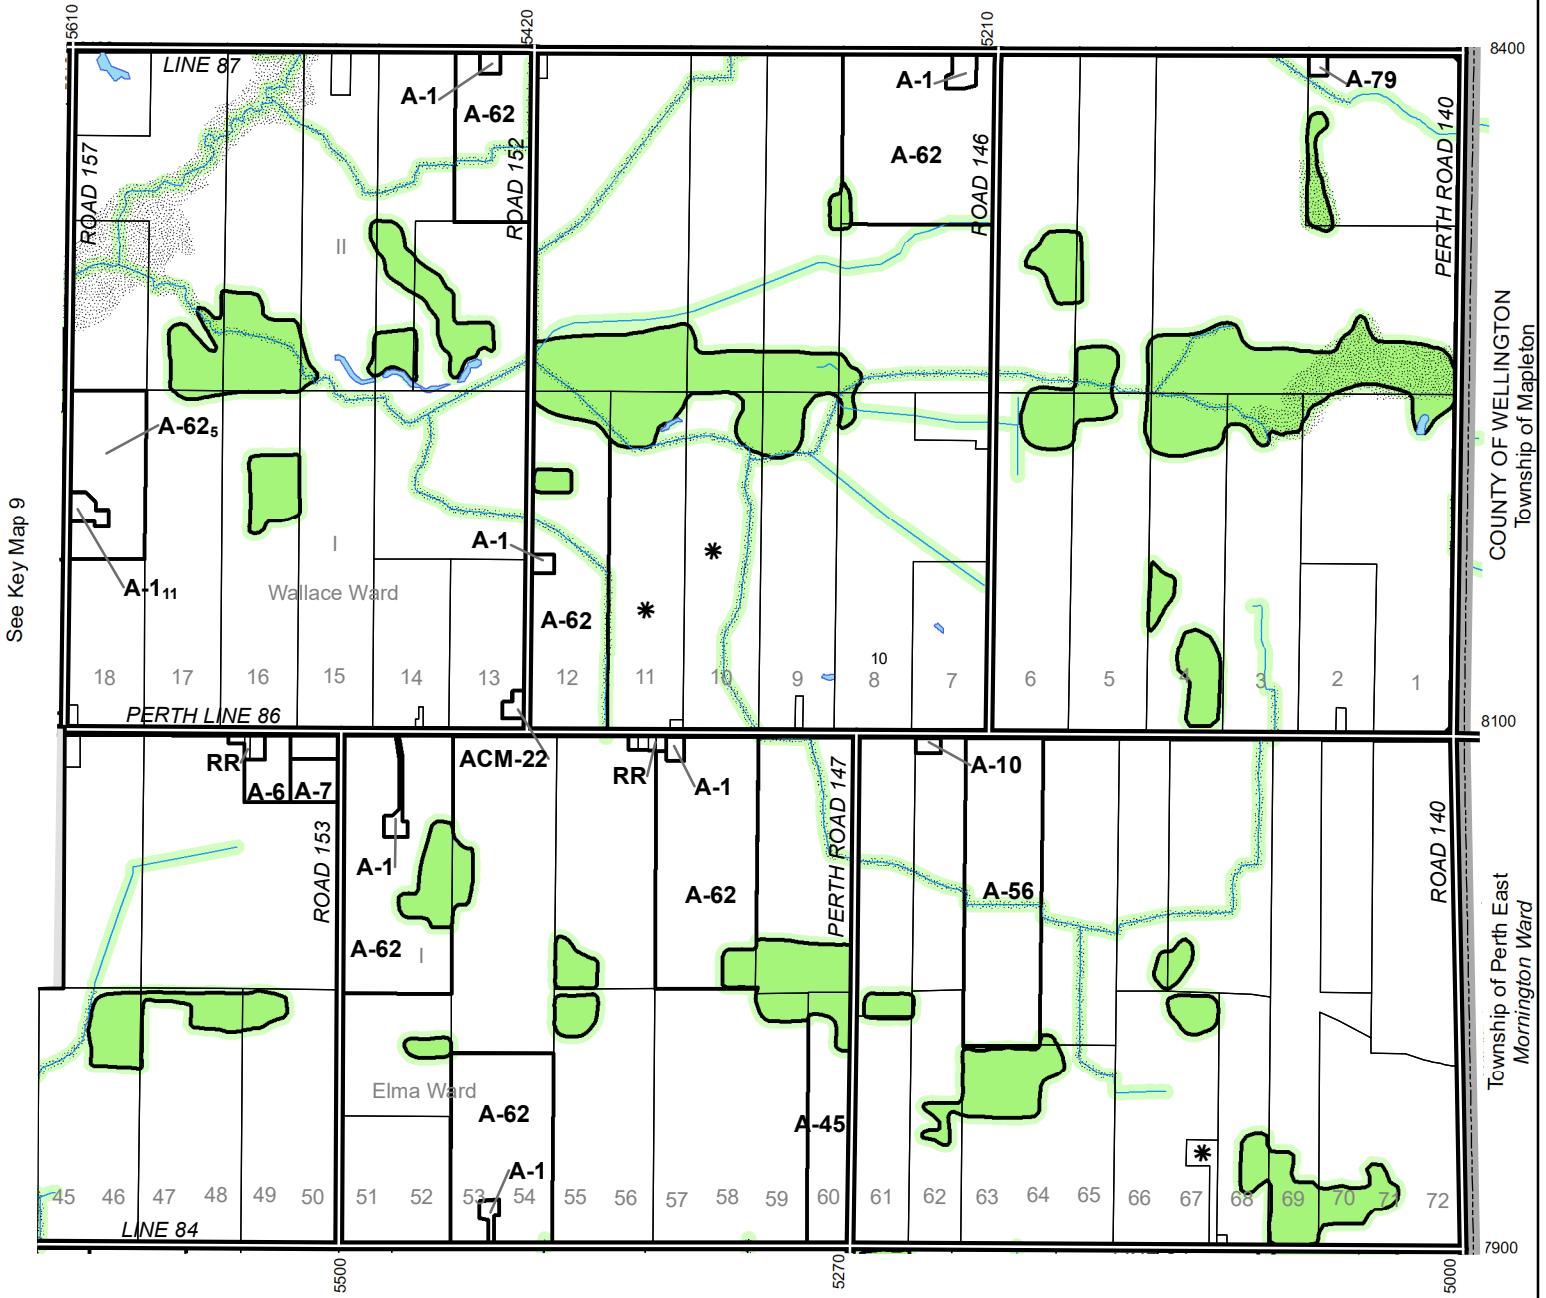 5610
5420
5210
8400
LINE 87
A-1
A-62
A-1
A-62
A-79
ROAD 157
ROAD 152
ROAD 146
PERTH ROAD 140
II
COUNTY OF WELLINGTON
Township of Mapleton
See Key Map 9
A-625
A-111
I
Wallace Ward
A-1
A-62
*
*
10
18 17 16 15 14 13 12 11 10 9 8 7 6 5 4 3 2 1
PERTH LINE 86
8100
RR
A-6
A-7
ACM-22
RR
A-1
A-10
ROAD 153
A-1
A-62
I
A-62
PERTH ROAD 147
A-56
ROAD 140
Township of Perth East
Mornington Ward
Elma Ward
A-62
A-1
A-45
*
45 46 47 48 49 50 51 52 53 54 55 56 57 58 59 60 61 62 63 64 65 66 67 68 69 70 71 72
LINE 84
7900
5500
5270
5000